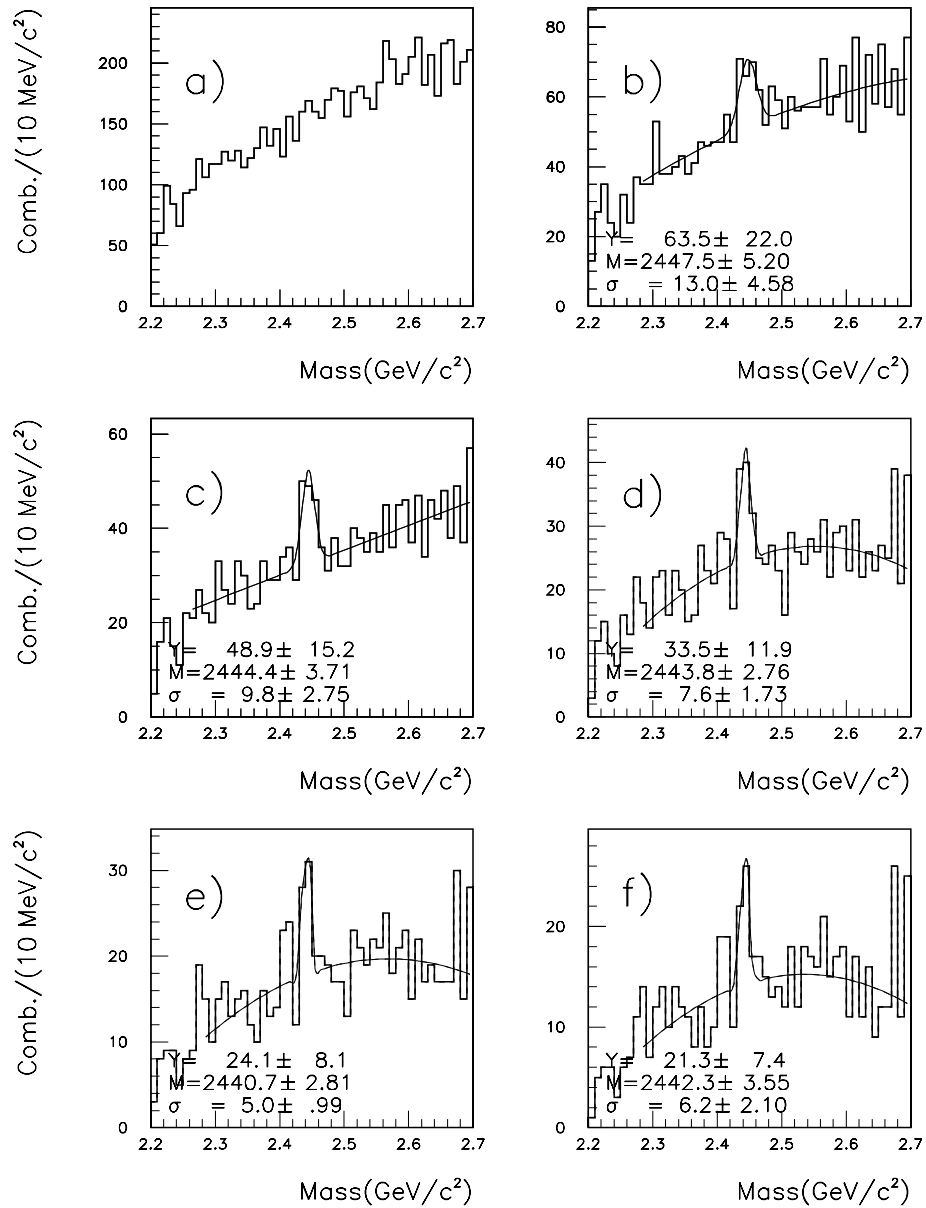 Comb./(10 MeV/c²)
200
150
100
50
0
a)
2.2 2.3 2.4 2.5 2.6 2.7
Mass(GeV/c²)
80
60
40
20
0
b)
Y= 63.5± 22.0
M=2447.5± 5.20
σ = 13.0± 4.58
2.2 2.3 2.4 2.5 2.6 2.7
Mass(GeV/c²)
Comb./(10 MeV/c²)
60
40
20
0
c)
Y= 48.9± 15.2
M=2444.4± 3.71
σ = 9.8± 2.75
2.2 2.3 2.4 2.5 2.6 2.7
Mass(GeV/c²)
40
30
20
10
0
d)
Y= 33.5± 11.9
M=2443.8± 2.76
σ = 7.6± 1.73
2.2 2.3 2.4 2.5 2.6 2.7
Mass(GeV/c²)
Comb./(10 MeV/c²)
30
20
10
0
e)
Y= 24.1± 8.1
M=2440.7± 2.81
σ = 5.0± .99
2.2 2.3 2.4 2.5 2.6 2.7
Mass(GeV/c²)
20
10
0
f)
Y= 21.3± 7.4
M=2442.3± 3.55
σ = 6.2± 2.10
2.2 2.3 2.4 2.5 2.6 2.7
Mass(GeV/c²)